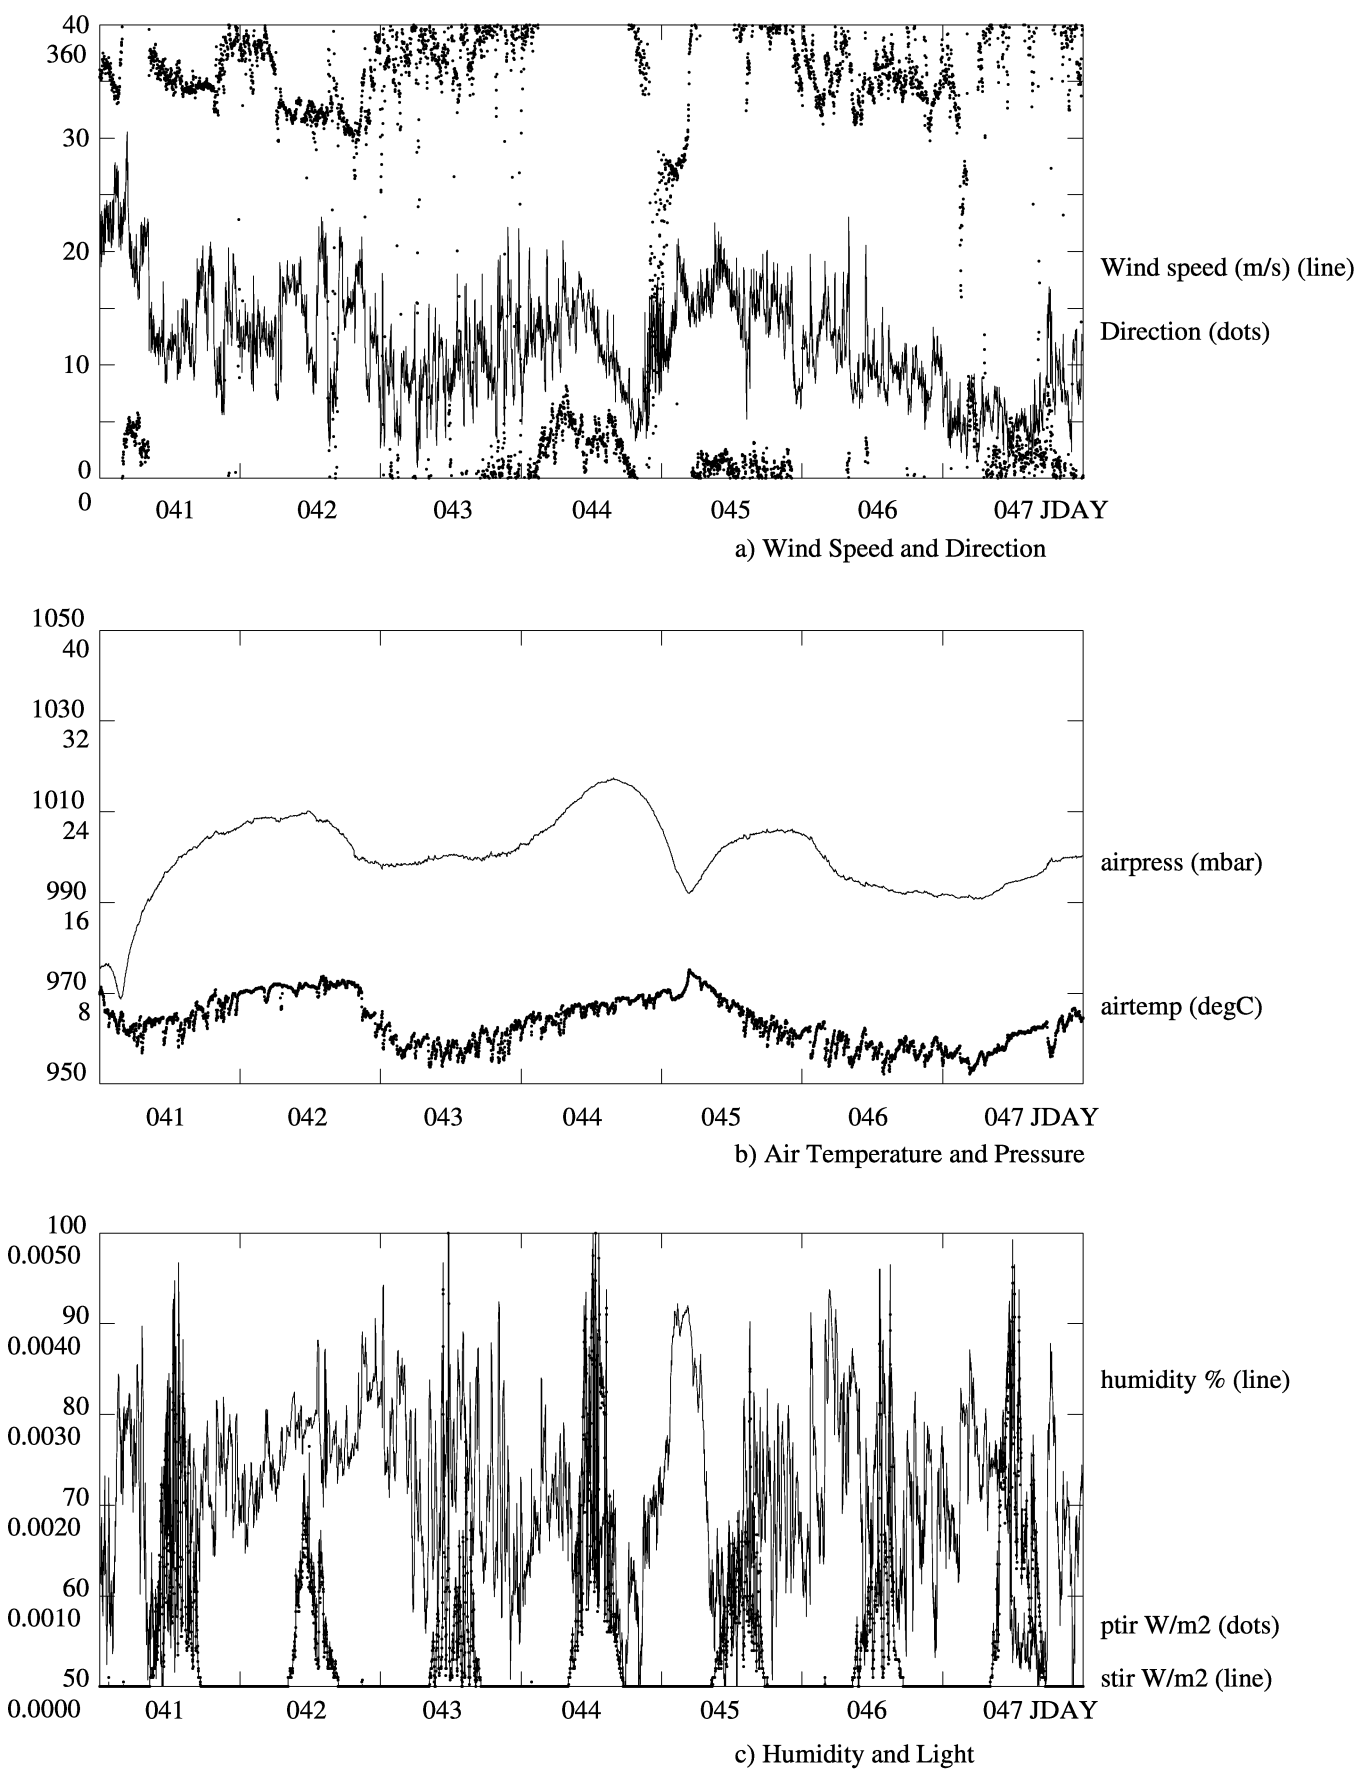 40
360
30
20
Wind speed (m/s) (line)
Direction (dots)
10
0
0
041 042 043 044 045 046 047 JDAY
a) Wind Speed and Direction
1050
40
1030
32
1010
24
airpress (mbar)
990
16
970
8
airtemp (degC)
950
041 042 043 044 045 046 047 JDAY
b) Air Temperature and Pressure
100
0.0050
90
0.0040
humidity % (line)
80
0.0030
70
0.0020
60
0.0010
ptir W/m2 (dots)
50
stir W/m2 (line)
0.0000
041 042 043 044 045 046 047 JDAY
c) Humidity and Light